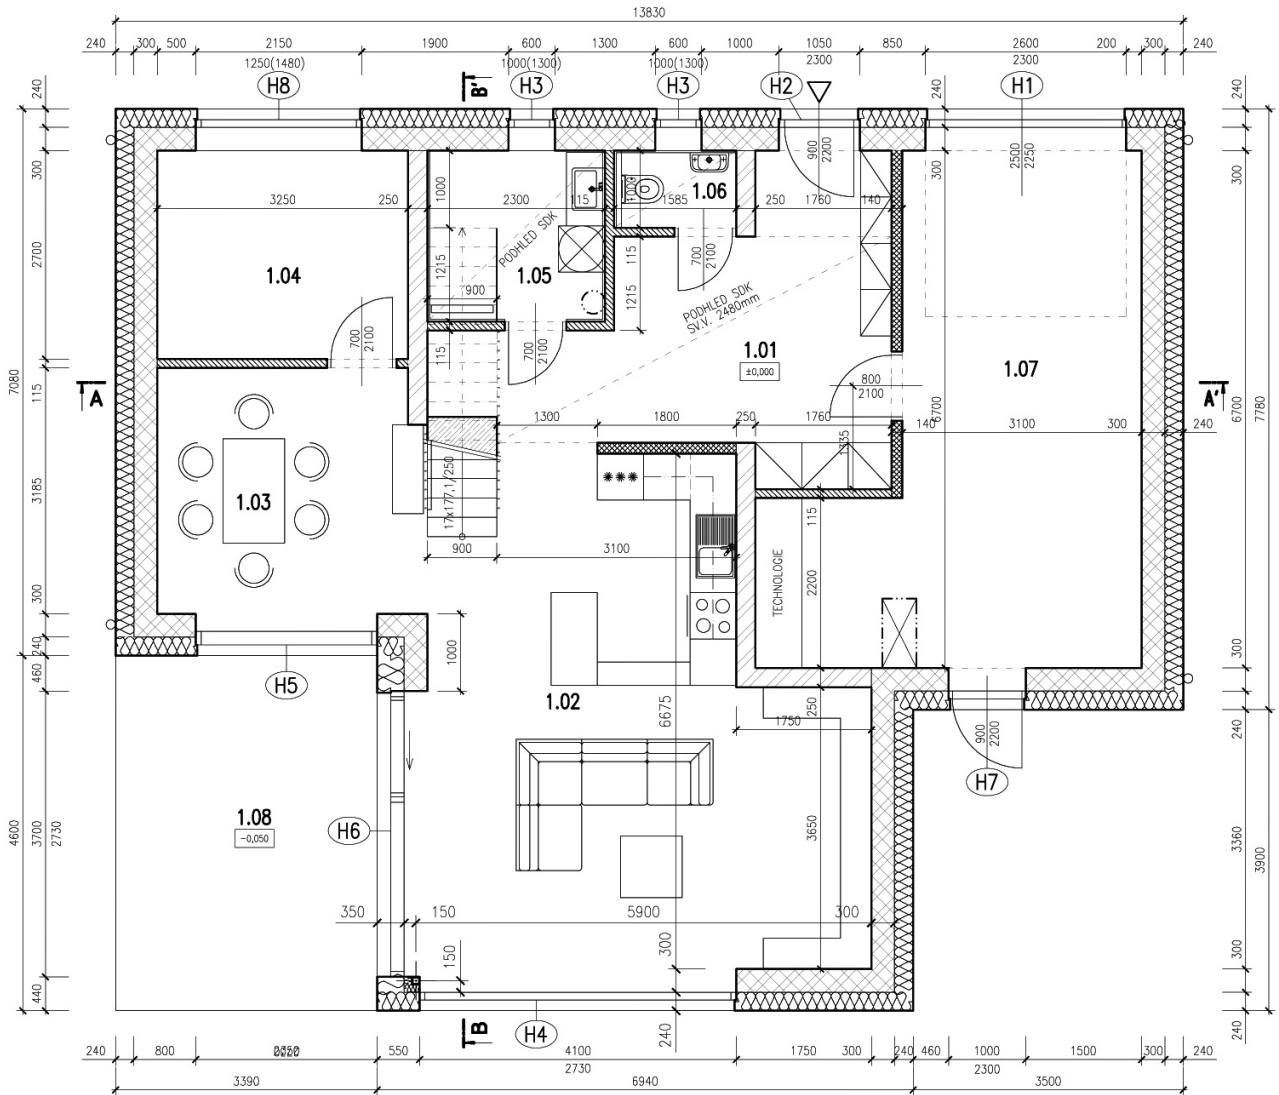 13830
240 300 500 2150 1900 600 1300 600 1000 1050 850 2600 200 300 240
1250(1480) 1000(1300) 1000(1300) 2300 2300
H8 B' H3 H3 H2 H1
240 240 240
900 2200 2500 2250
300 1000 300 300
1.06
3250 250 2300 115 1585 250 1760 140
2700 1215 PODHLED SDK 115 700 2100
1.04 1.05
900 1215
PODHLED SDK
SV.V. 2480mm
700 2100 115 700 2100 1.01 1.07
±0,000
7080 115 800 2100
A A'
6700 6700 7780
1300 1800 250 1760 140 3100 300 240
1335
3185 17x177,1/250
1.03
115
900 3100
TECHNOLOGIE 2200
300
1000
240 300
460
H5 1.02 6675 250
1750
240
900 2200
H7
1.08
-0,050
H6
4600 3700 2730 3650 3360 3900
350 150 5900 300
150 300 300
440
B H4 240 240
240 800 550 4100 1750 300 240 460 1000 1500 300 240
2730 2300
3390 6940 3500